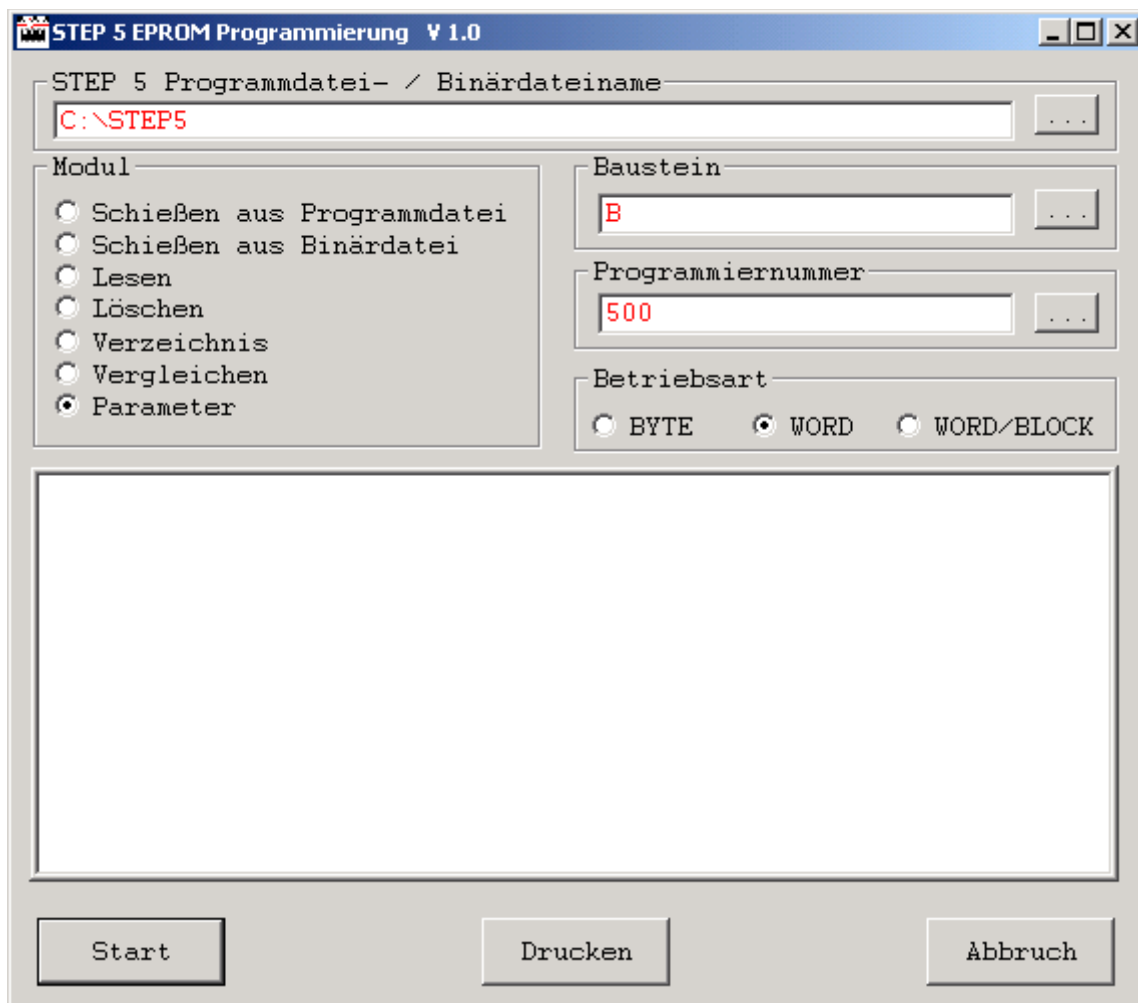 STEP 5 EPROM Programmierung V 1.0
STEP 5 Programmdatei- / Binärdateiname
C:\STEP5
...
Modul
Schießen aus Programmdatei
Schießen aus Binärdatei
Lesen
Löschen
Verzeichnis
Vergleichen
Parameter
Baustein
B
...
Programmiernummer
500
...
Betriebsart
BYTE WORD WORD/BLOCK
Start Drucken Abbruch